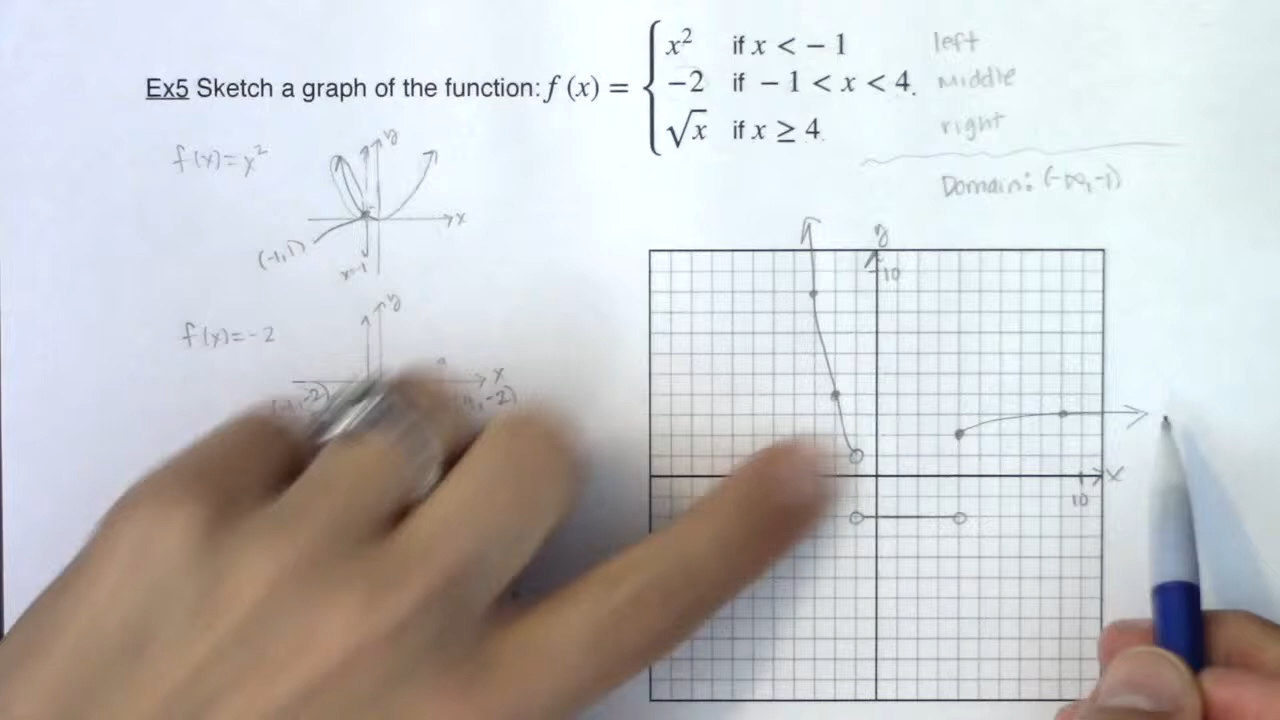 Ex5 Sketch a graph of the function: f (x) =
x² if x < − 1 left
−2 if − 1 < x < 4. Middle
√x if x ≥ 4 right
Domain: (-∞,-1)
f(x)=x²
y
x
(-1,1)
x=-1
f(x)=-2
y
x
-2)
-2)
y
10
x
10